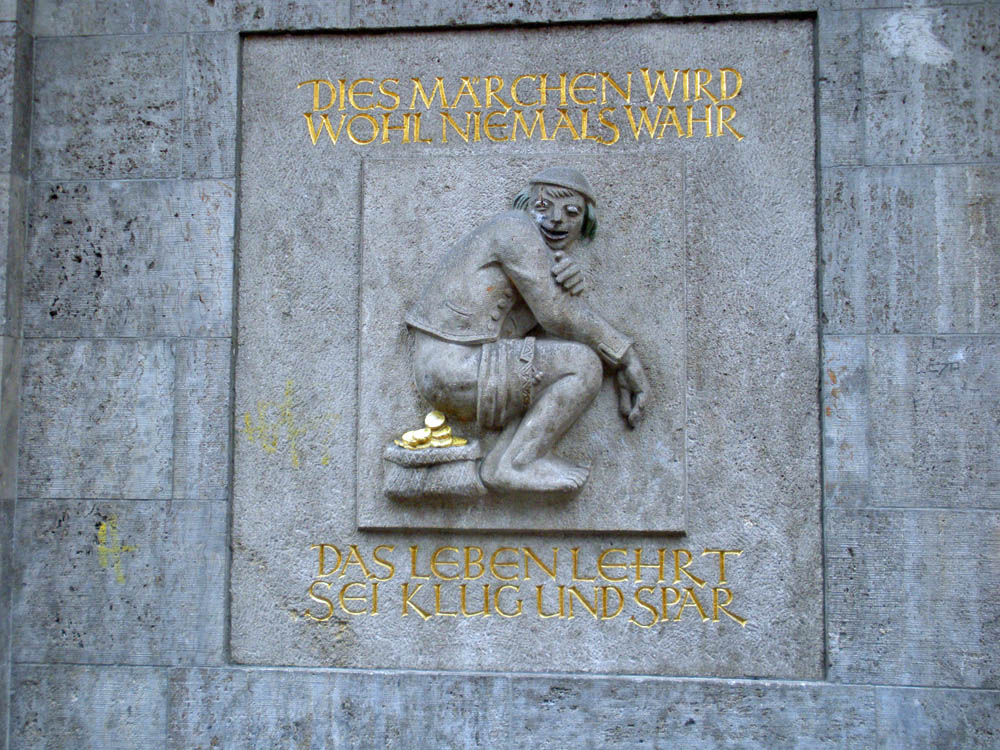 DIES MÄRCHEN WIRD
WOHL NIEMALS WAHR
DAS LEBEN LEHRT
SEI KLUG UND SPAR